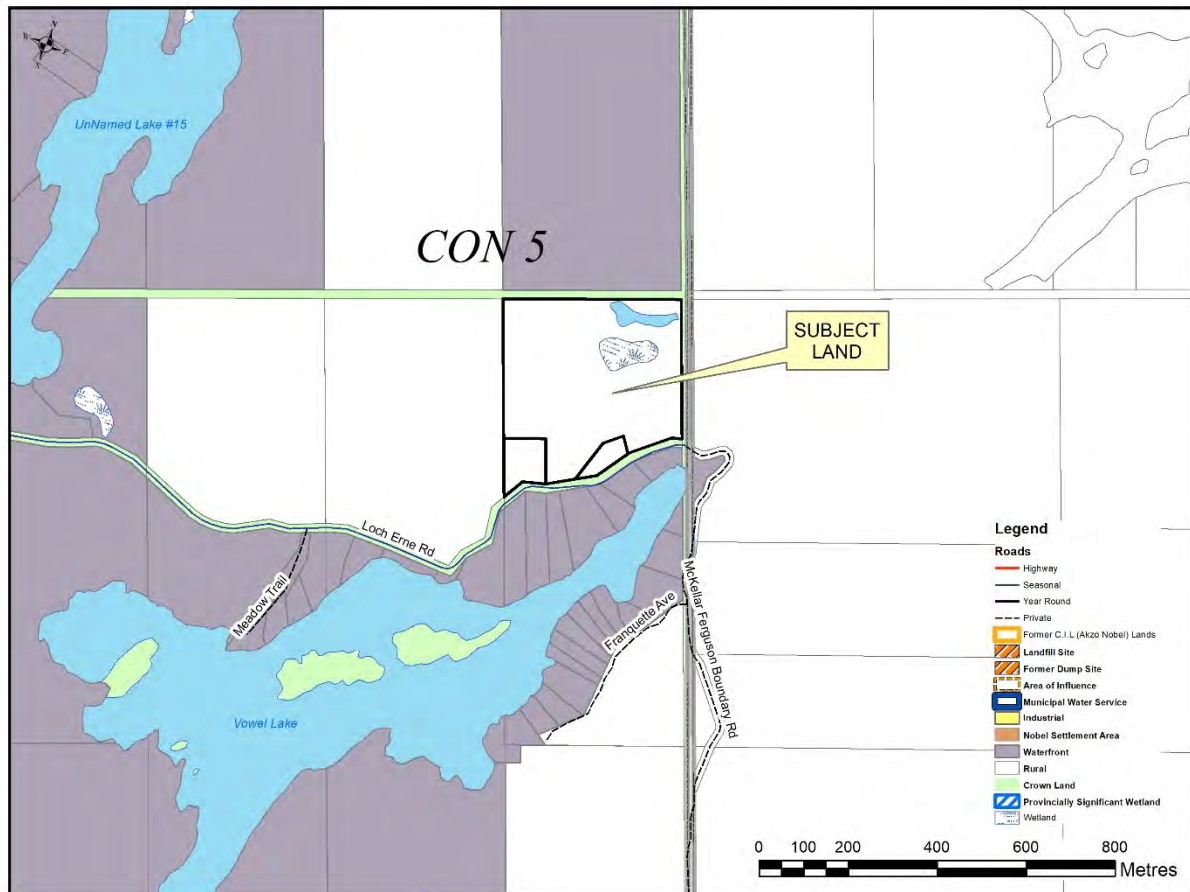 N
W E
S
UnNamed Lake #15
CON 5
SUBJECT
LAND
Loch Erne Rd
Meadow Trail
Franquette Ave
McKellar Ferguson Boundary Rd
Vowel Lake
Legend
Roads
Highway
Seasonal
Year Round
Private
Former C.I.L (Akzo Nobel) Lands
Landfill Site
Former Dump Site
Area of Influence
Municipal Water Service
Industrial
Nobel Settlement Area
Waterfront
Rural
Crown Land
Provincially Significant Wetland
Wetland
0 100 200 400 600 800
Metres